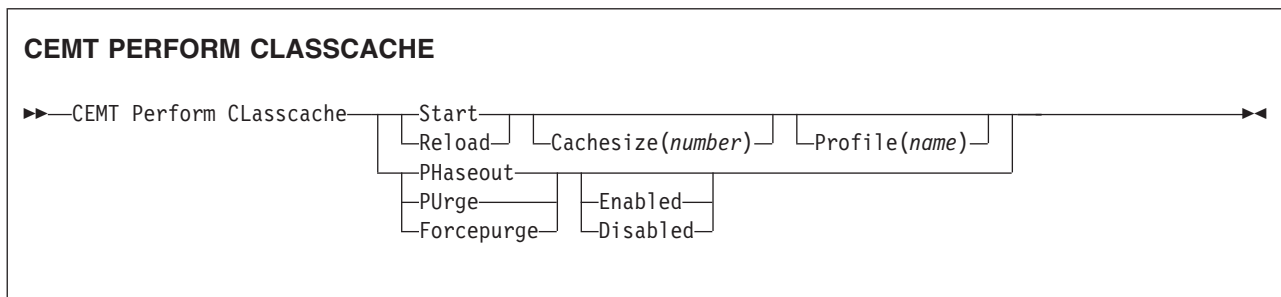 CEMT PERFORM CLASSCACHE
CEMT Perform CLasscache Start
Reload Cachesize(number) Profile(name)
PHaseout
PUrge Enabled
Forcepurge Disabled